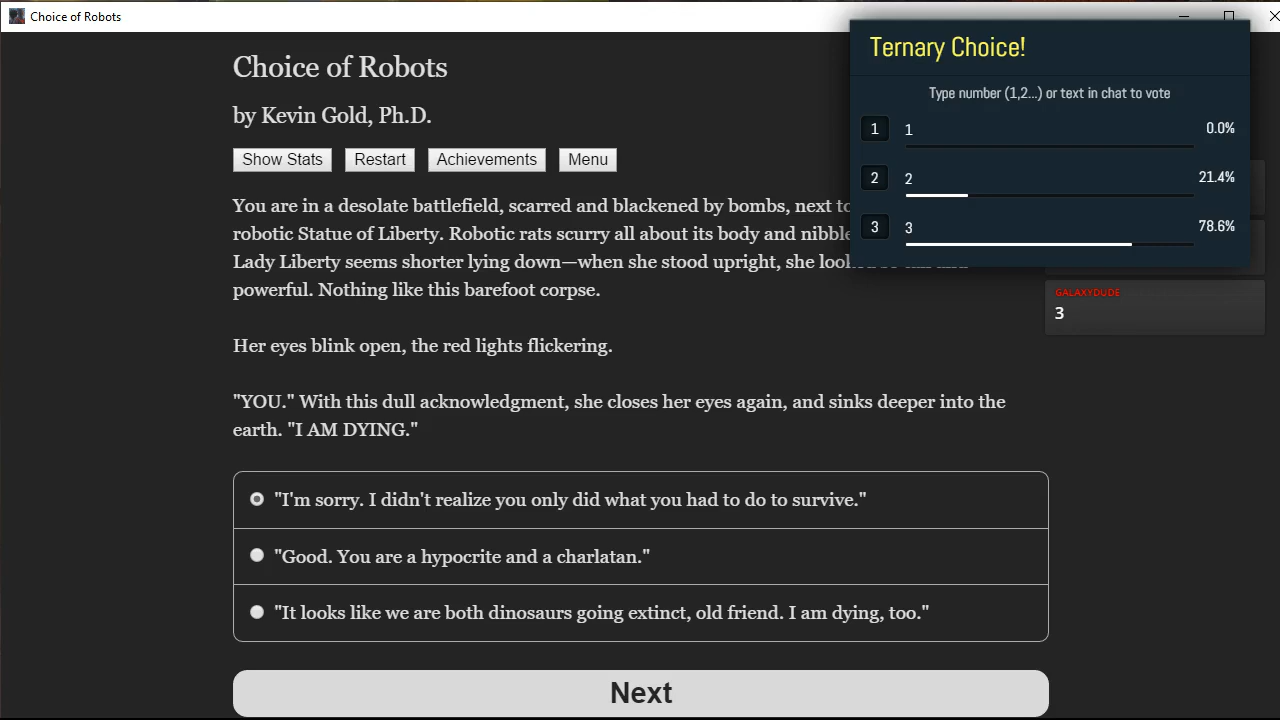 Choice of Robots
Choice of Robots
by Kevin Gold, Ph.D.
Show Stats Restart Achievements Menu
You are in a desolate battlefield, scarred and blackened by bombs, next to
robotic Statue of Liberty. Robotic rats scurry all about its body and nibble
Lady Liberty seems shorter lying down—when she stood upright, she
powerful. Nothing like this barefoot corpse.
Her eyes blink open, the red lights flickering.
"YOU." With this dull acknowledgment, she closes her eyes again, and sinks deeper into the
earth. "I AM DYING."
"I'm sorry. I didn't realize you only did what you had to do to survive."
"Good. You are a hypocrite and a charlatan."
"It looks like we are both dinosaurs going extinct, old friend. I am dying, too."
Next
Ternary Choice!
Type number (1,2...) or text in chat to vote
1 1 0.0%
2 2 21.4%
3 3 78.6%
GALAXYDUDE
3